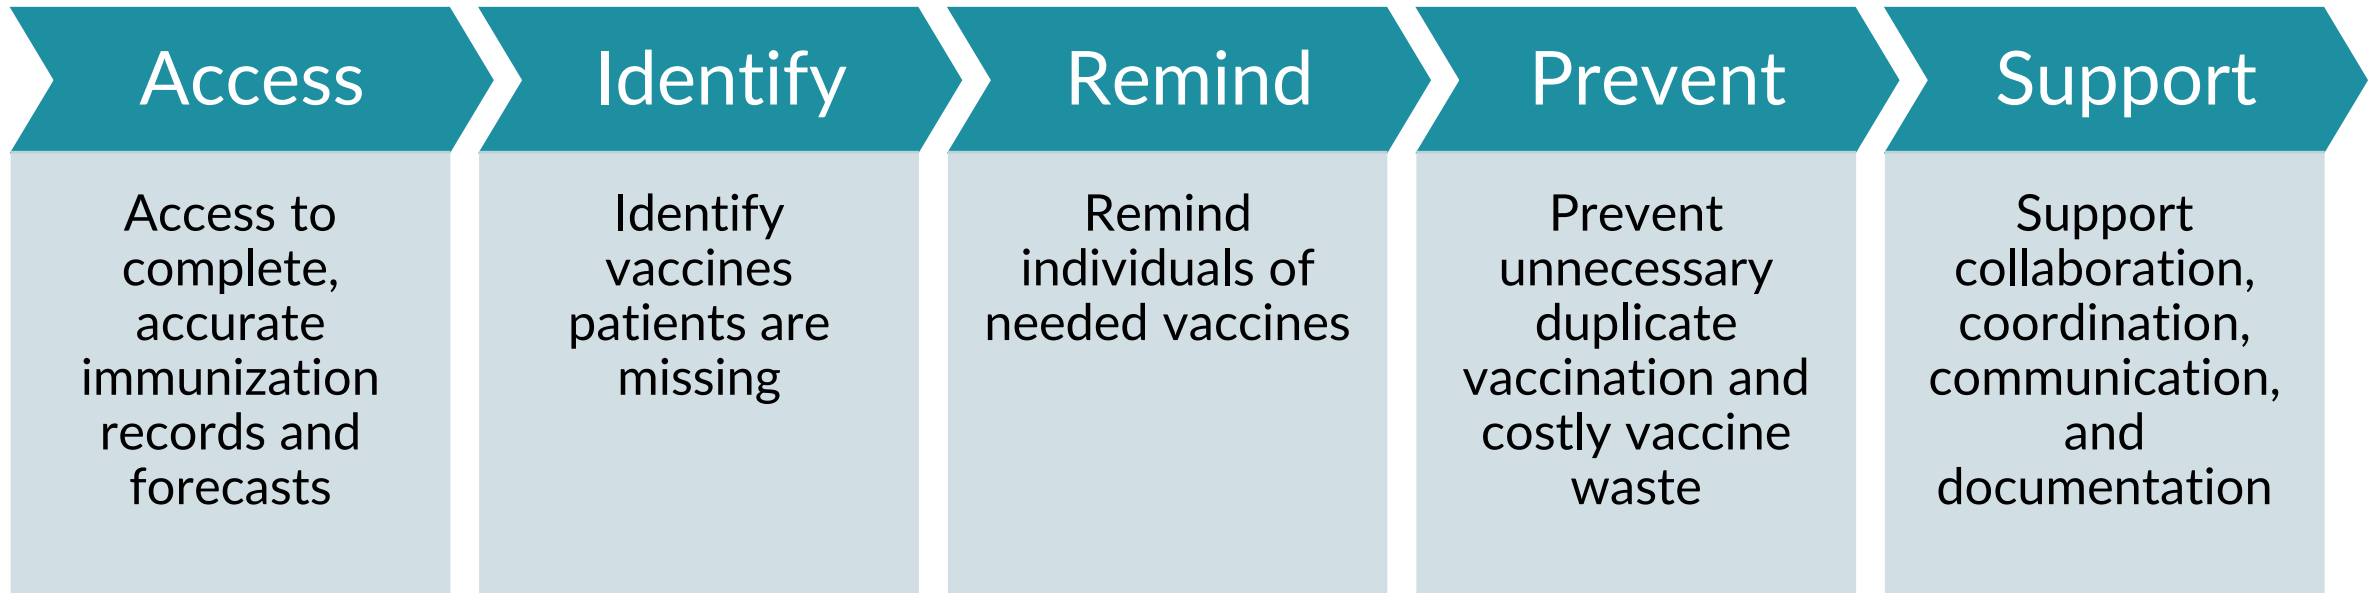 Access
Access to
complete,
accurate
immunization
records and
forecasts
Identify
Identify
vaccines
patients are
missing
Remind
Remind
individuals of
needed vaccines
Prevent
Prevent
unnecessary
duplicate
vaccination and
costly vaccine
waste
Support
Support
collaboration,
coordination,
communication,
and
documentation